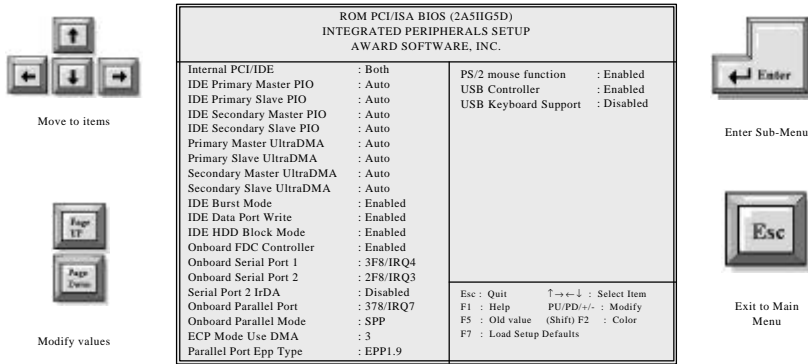 ROM PCI/ISA BIOS (2A5IIG5D)
INTEGRATED PERIPHERALS SETUP
AWARD SOFTWARE, INC.
Internal PCI/IDE : Both
IDE Primary Master PIO : Auto
IDE Primary Slave PIO : Auto
IDE Secondary Master PIO : Auto
IDE Secondary Slave PIO : Auto
Primary Master UltraDMA : Auto
Primary Slave UltraDMA : Auto
Secondary Master UltraDMA : Auto
Secondary Slave UltraDMA : Auto
IDE Burst Mode : Enabled
IDE Data Port Write : Enabled
IDE HDD Block Mode : Enabled
Onboard FDC Controller : Enabled
Onboard Serial Port 1 : 3F8/IRQ4
Onboard Serial Port 2 : 2F8/IRQ3
Serial Port 2 IrDA : Disabled
Onboard Parallel Port : 378/IRQ7
Onboard Parallel Mode : SPP
ECP Mode Use DMA : 3
Parallel Port Epp Type : EPP1.9
PS/2 mouse function : Enabled
USB Controller : Enabled
USB Keyboard Support : Disabled
Esc : Quit ↑→←↓ : Select Item
F1 : Help PU/PD/+/- : Modify
F5 : Old value (Shift) F2 : Color
F7 : Load Setup Defaults
Move to items
Page
UP
Page
Down
Modify values
Enter
Enter Sub-Menu
Esc
Exit to Main
Menu